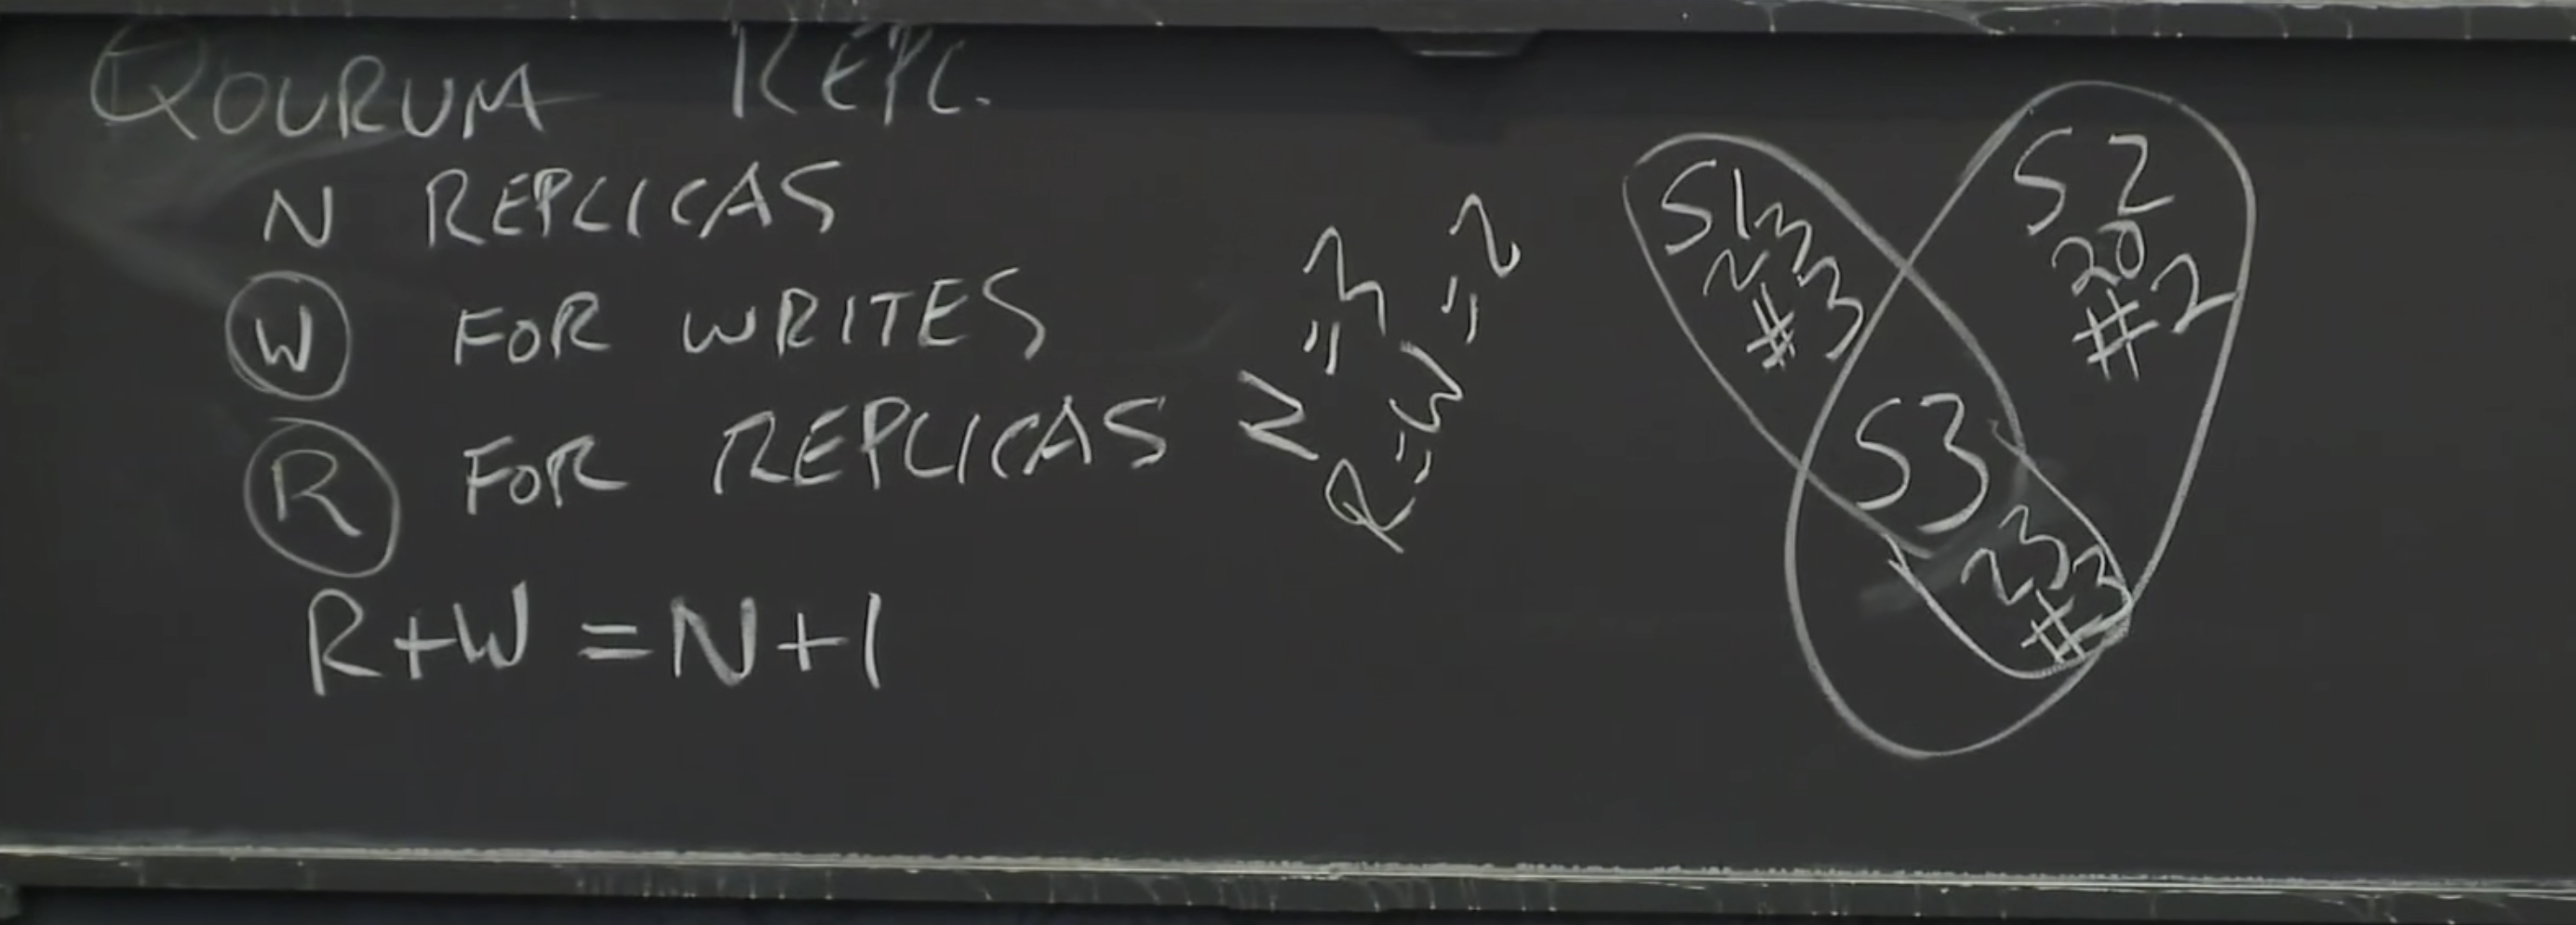 QOURUM REPL.
N REPLICAS
W FOR WRITES
R FOR REPLICAS
R+W=N+1
N=3
R=W=2
S1
23
#3
S2
20
#2
S3
23
#3